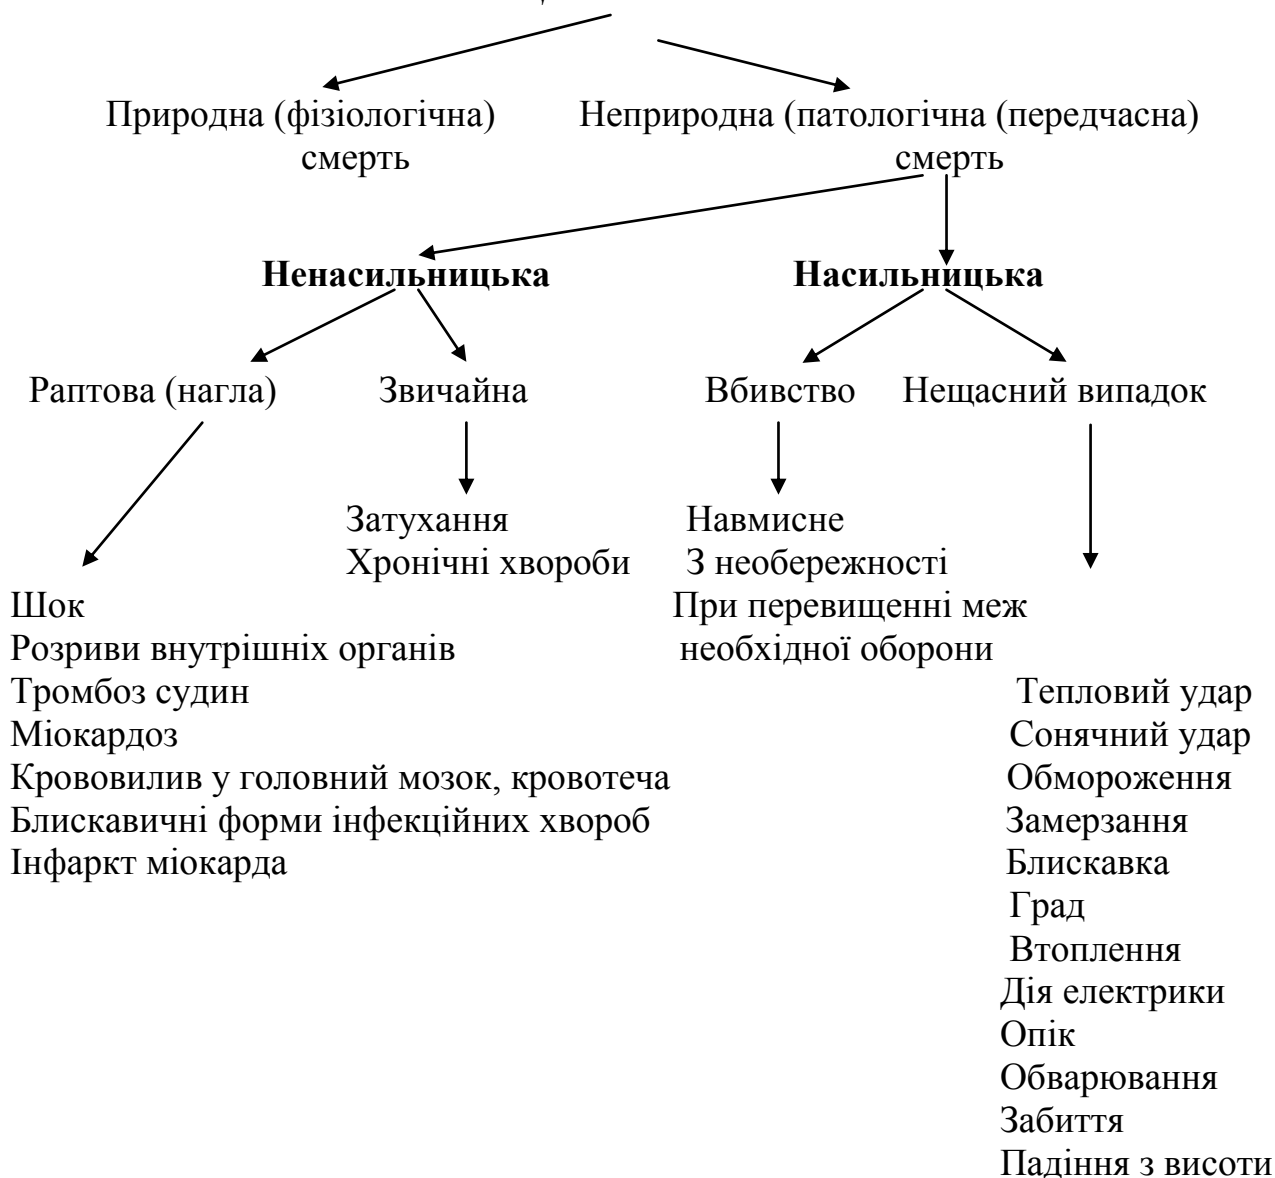 Природна (фізіологічна) Неприродна (патологічна (передчасна)
смерть смерть
Ненасильницька Насильницька
Раптова (нагла) Звичайна Вбивство Нещасний випадок
Затухання Навмисне
Хронічні хвороби З необережності
Шок При перевищенні меж
Розриви внутрішніх органів необхідної оборони
Тромбоз судин Тепловий удар
Міокардоз Сонячний удар
Крововилив у головний мозок, кровотеча Обмороження
Блискавичні форми інфекційних хвороб Замерзання
Інфаркт міокарда Блискавка
Град
Втоплення
Дія електрики
Опік
Обварювання
Забиття
Падіння з висоти